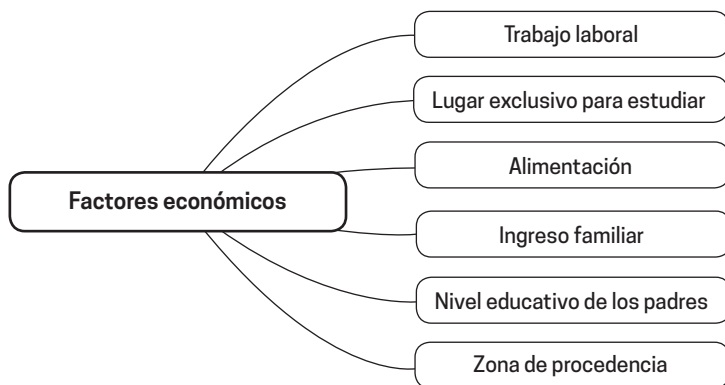 Trabajo laboral
Lugar exclusivo para estudiar
Alimentación
Factores económicos
Ingreso familiar
Nivel educativo de los padres
Zona de procedencia